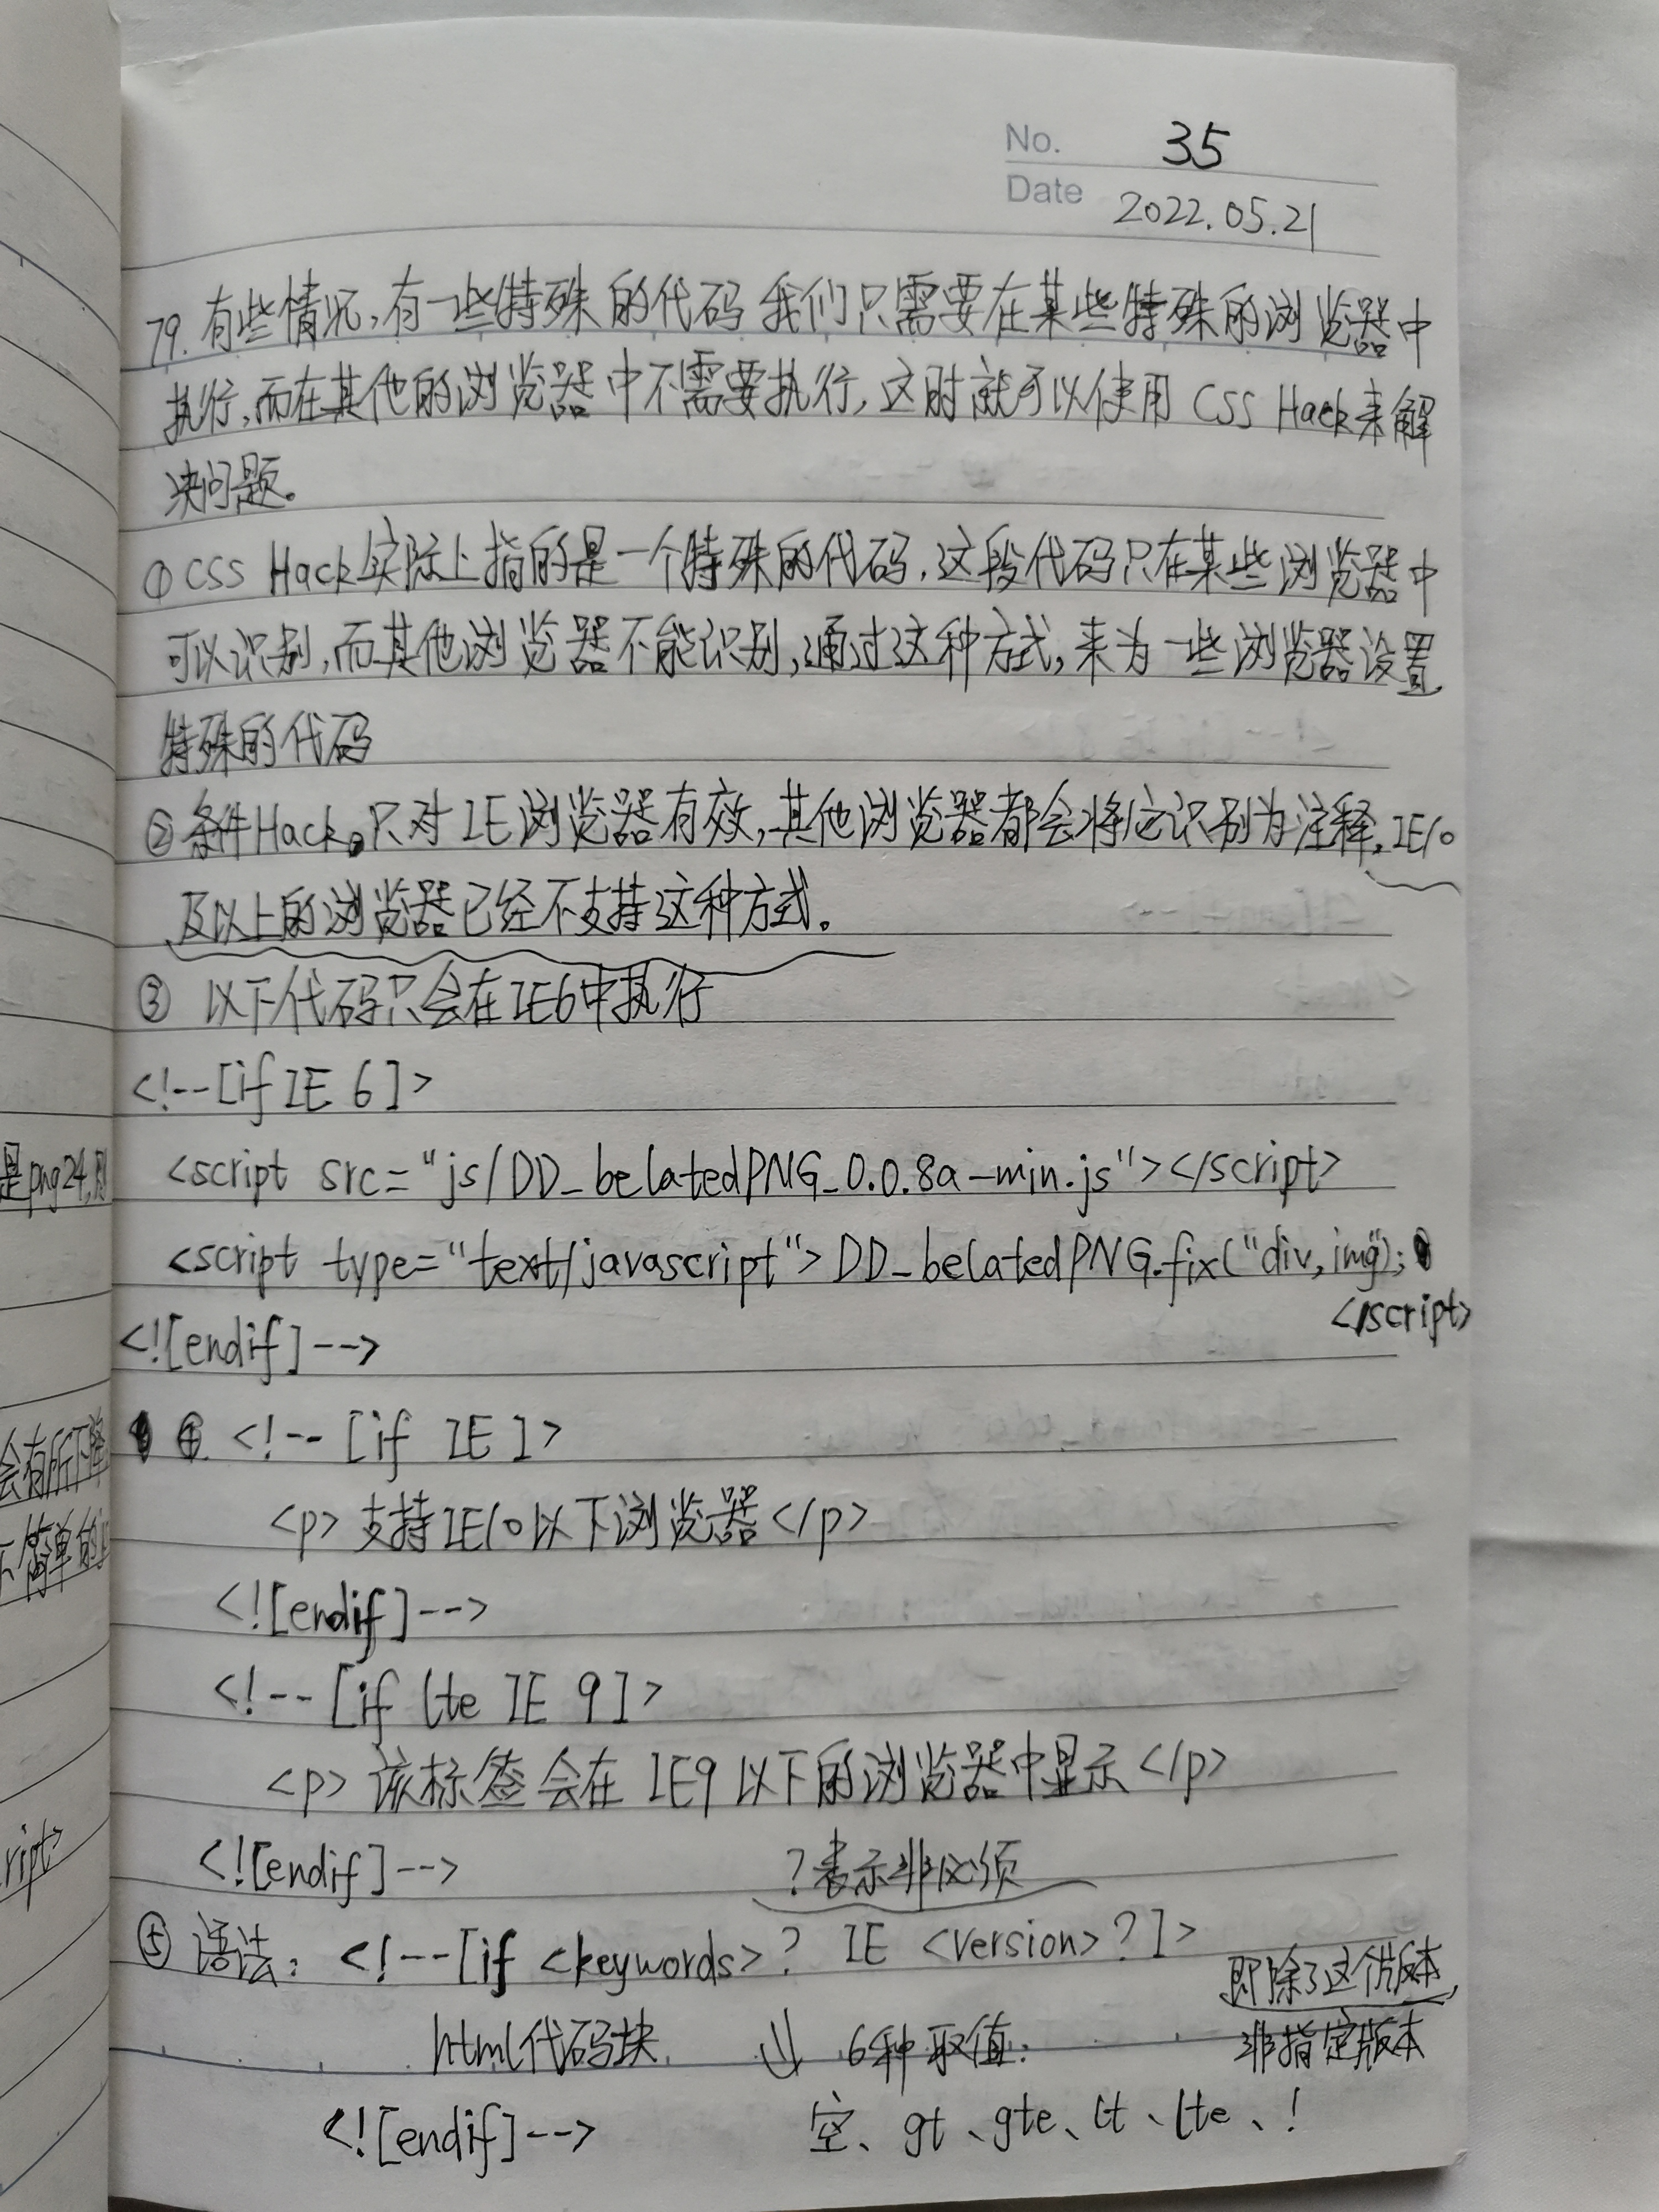 No. 35
Date 2022.05.21
79. 有些情况,有一些特殊的代码我们只需要在某些特殊的浏览器中
执行,而在其他的浏览器中不需要执行,这时就可以使用 CSS Hack来解
决问题。
① CSS Hack实际上指的是一个特殊的代码,这段代码只在某些浏览器中
可以识别,而其他浏览器不能识别,通过这种方式,来为一些浏览器设置
特殊的代码
② 条件Hack。只对IE浏览器有效,其他浏览器都会将它识别为注释,IE10
及以上的浏览器已经不支持这种方式。
③ 以下代码只会在IE6中执行
<!--[if IE 6]>
是png24,
<script src="js/DD_belatedPNG_0.0.8a-min.js"></script>
<script type="text/javascript">DD_belatedPNG.fix("div,img");
</script>
<![endif]-->
会有所下降
④. <!--[if IE]>
<p>支持IE10以下浏览器</p>
简单的
<![endif]-->
<!--[if lte IE 9]>
<p>该标签会在IE9以下的浏览器中显示</p>
ript>
<![endif]-->
?表示非必须
⑤ 语法: <!--[if <keywords>? IE <version>?]>
即除了这个版本,
html代码块 ⇓ 6种取值:
非指定版本
<![endif]--> 空、gt、gte、lt、lte、!